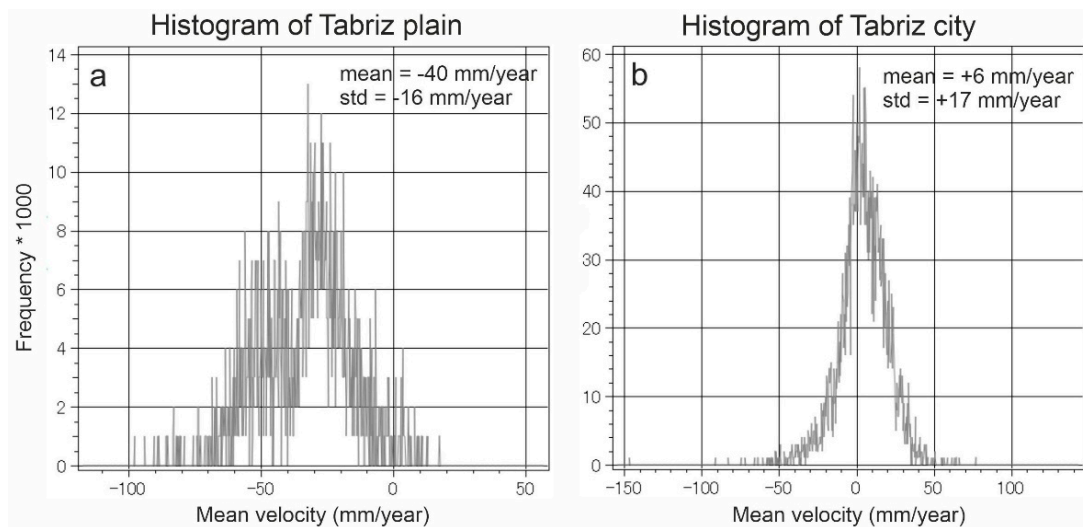 Histogram of Tabriz plain
a
mean = -40 mm/year
std = -16 mm/year
14
12
10
8
6
4
2
0
Frequency * 1000
-100
-50
0
50
Mean velocity (mm/year)
Histogram of Tabriz city
b
mean = +6 mm/year
std = +17 mm/year
60
50
40
30
20
10
0
-150
-100
-50
0
50
100
Mean velocity (mm/year)